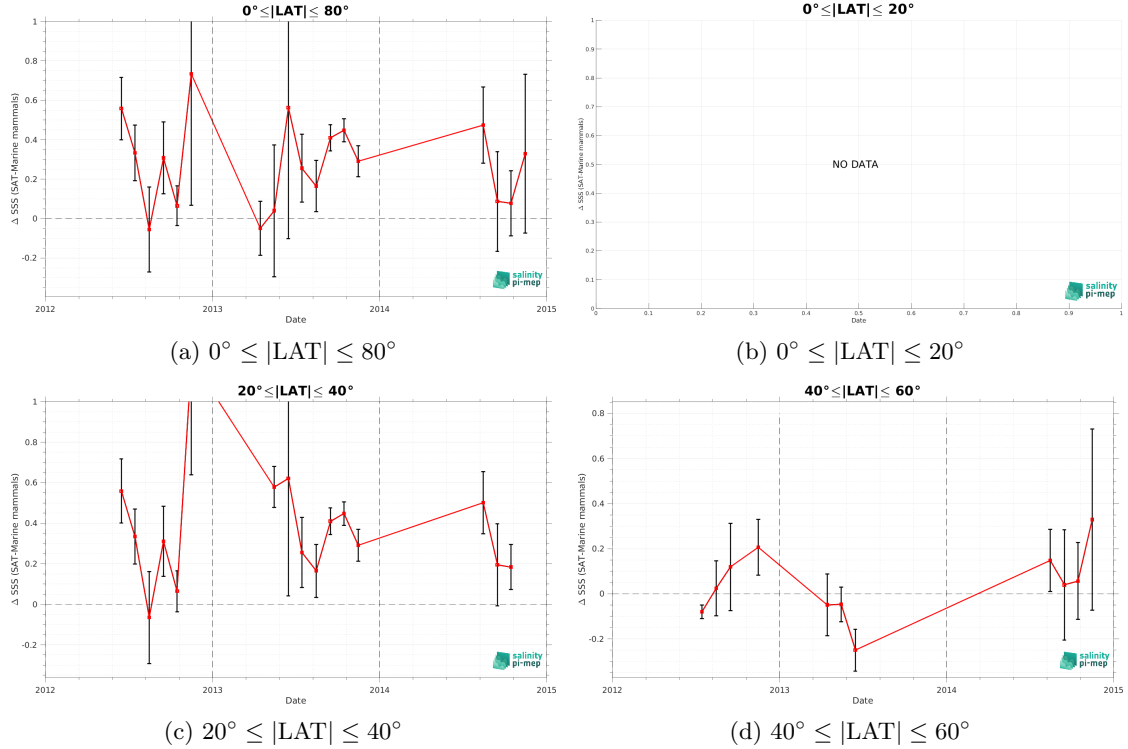 0°≤|LAT|≤ 80°
1
0.8
0.6
0.4
0.2
0
-0.2
Δ SSS (SAT-Marine mammals)
2012
2013
2014
2015
Date
salinity
pi-mep
(a) 0° ≤ |LAT| ≤ 80°
0°≤|LAT|≤ 20°
1
0.9
0.8
0.7
0.6
0.5
0.4
0.3
0.2
0.1
0
Δ SSS (SAT-Marine mammals)
NO DATA
0
0.1
0.2
0.3
0.4
0.5
0.6
0.7
0.8
0.9
1
Date
salinity
pi-mep
(b) 0° ≤ |LAT| ≤ 20°
20°≤|LAT|≤ 40°
1
0.8
0.6
0.4
0.2
0
-0.2
Δ SSS (SAT-Marine mammals)
2012
2013
2014
2015
Date
salinity
pi-mep
(c) 20° ≤ |LAT| ≤ 40°
40°≤|LAT|≤ 60°
0.8
0.6
0.4
0.2
0
-0.2
Δ SSS (SAT-Marine mammals)
2012
2013
2014
2015
Date
salinity
pi-mep
(d) 40° ≤ |LAT| ≤ 60°